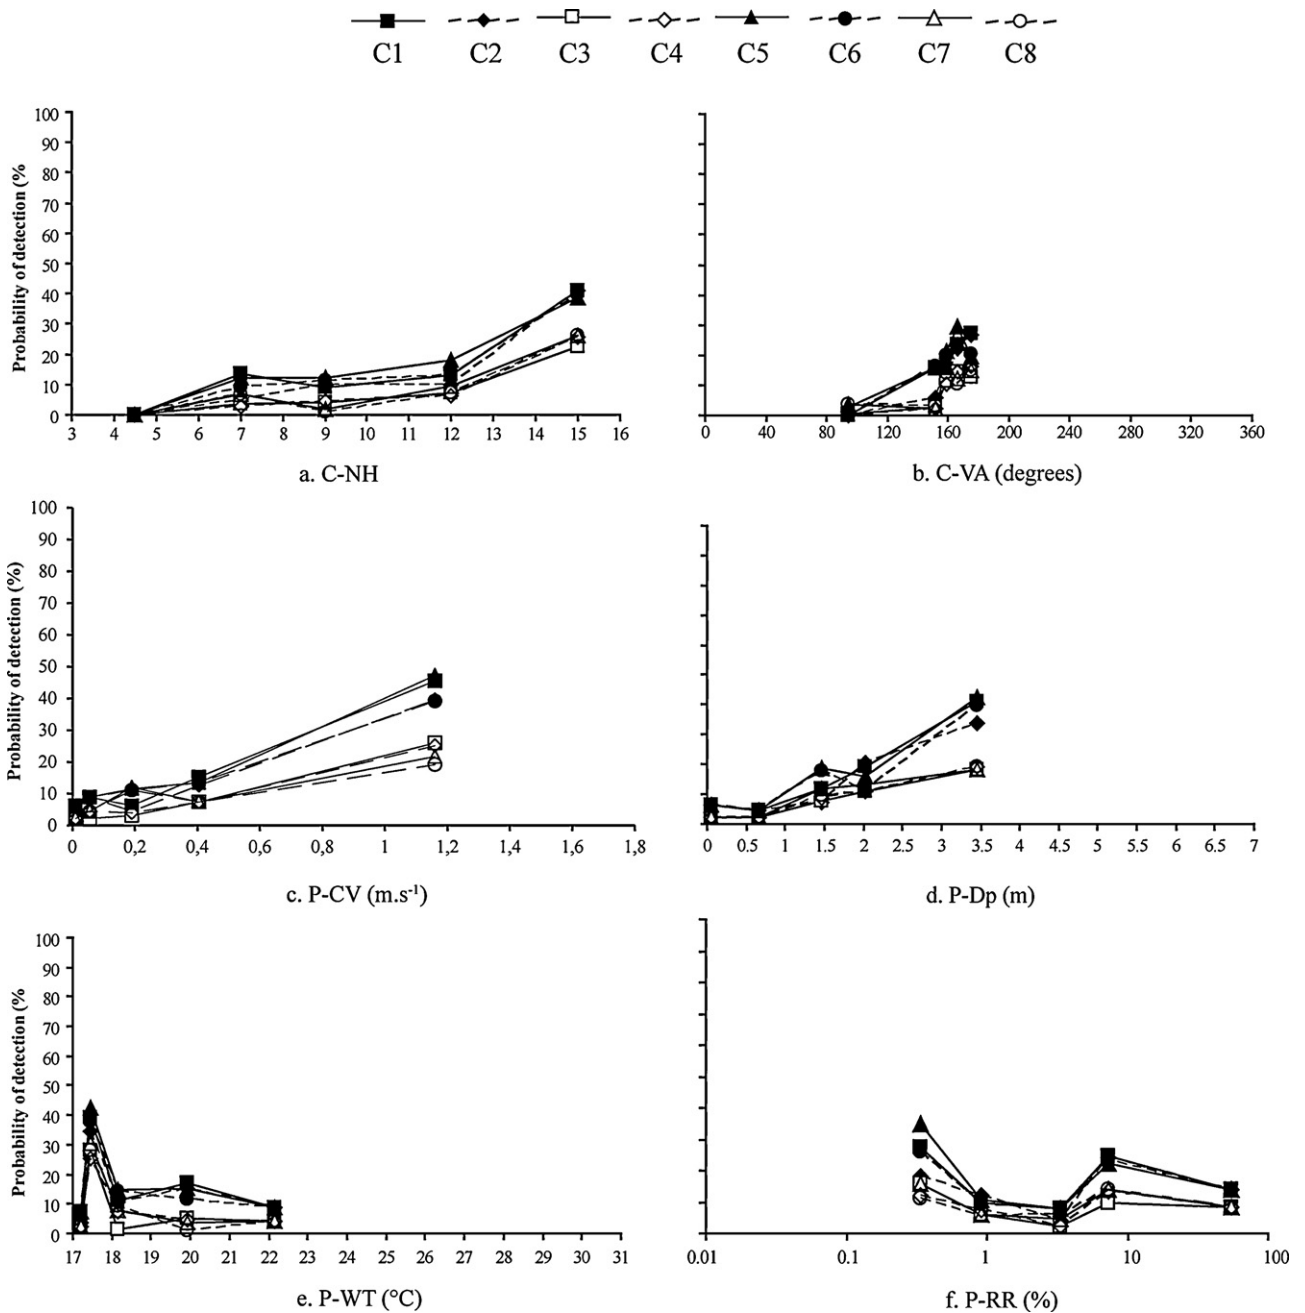 C1 C2 C3 C4 C5 C6 C7 C8
Probability of detection (%
100
90
80
70
60
50
40
30
20
10
0
3 4 5 6 7 8 9 10 11 12 13 14 15 16
a. C-NH
0 40 80 120 160 200 240 280 320 360
b. C-VA (degrees)
Probability of detection (%)
100
90
80
70
60
50
40
30
20
10
0
0 0,2 0,4 0,6 0,8 1 1,2 1,4 1,6 1,8
c. P-CV (m.s-1)
0 0.5 1 1.5 2 2.5 3 3.5 4 4.5 5 5.5 6 6.5 7
d. P-Dp (m)
Probability of detection (%
100
90
80
70
60
50
40
30
20
10
0
17 18 19 20 21 22 23 24 25 26 27 28 29 30 31
e. P-WT (°C)
0.01 0.1 1 10 100
f. P-RR (%)